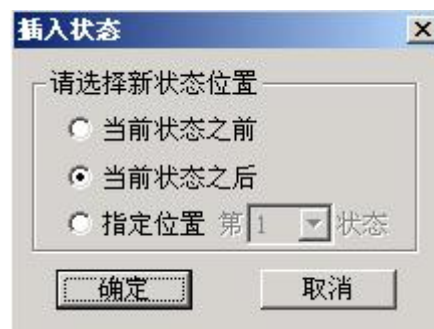 插入状态
请选择新状态位置
当前状态之前
当前状态之后
指定位置 第 1 状态
确定 取消